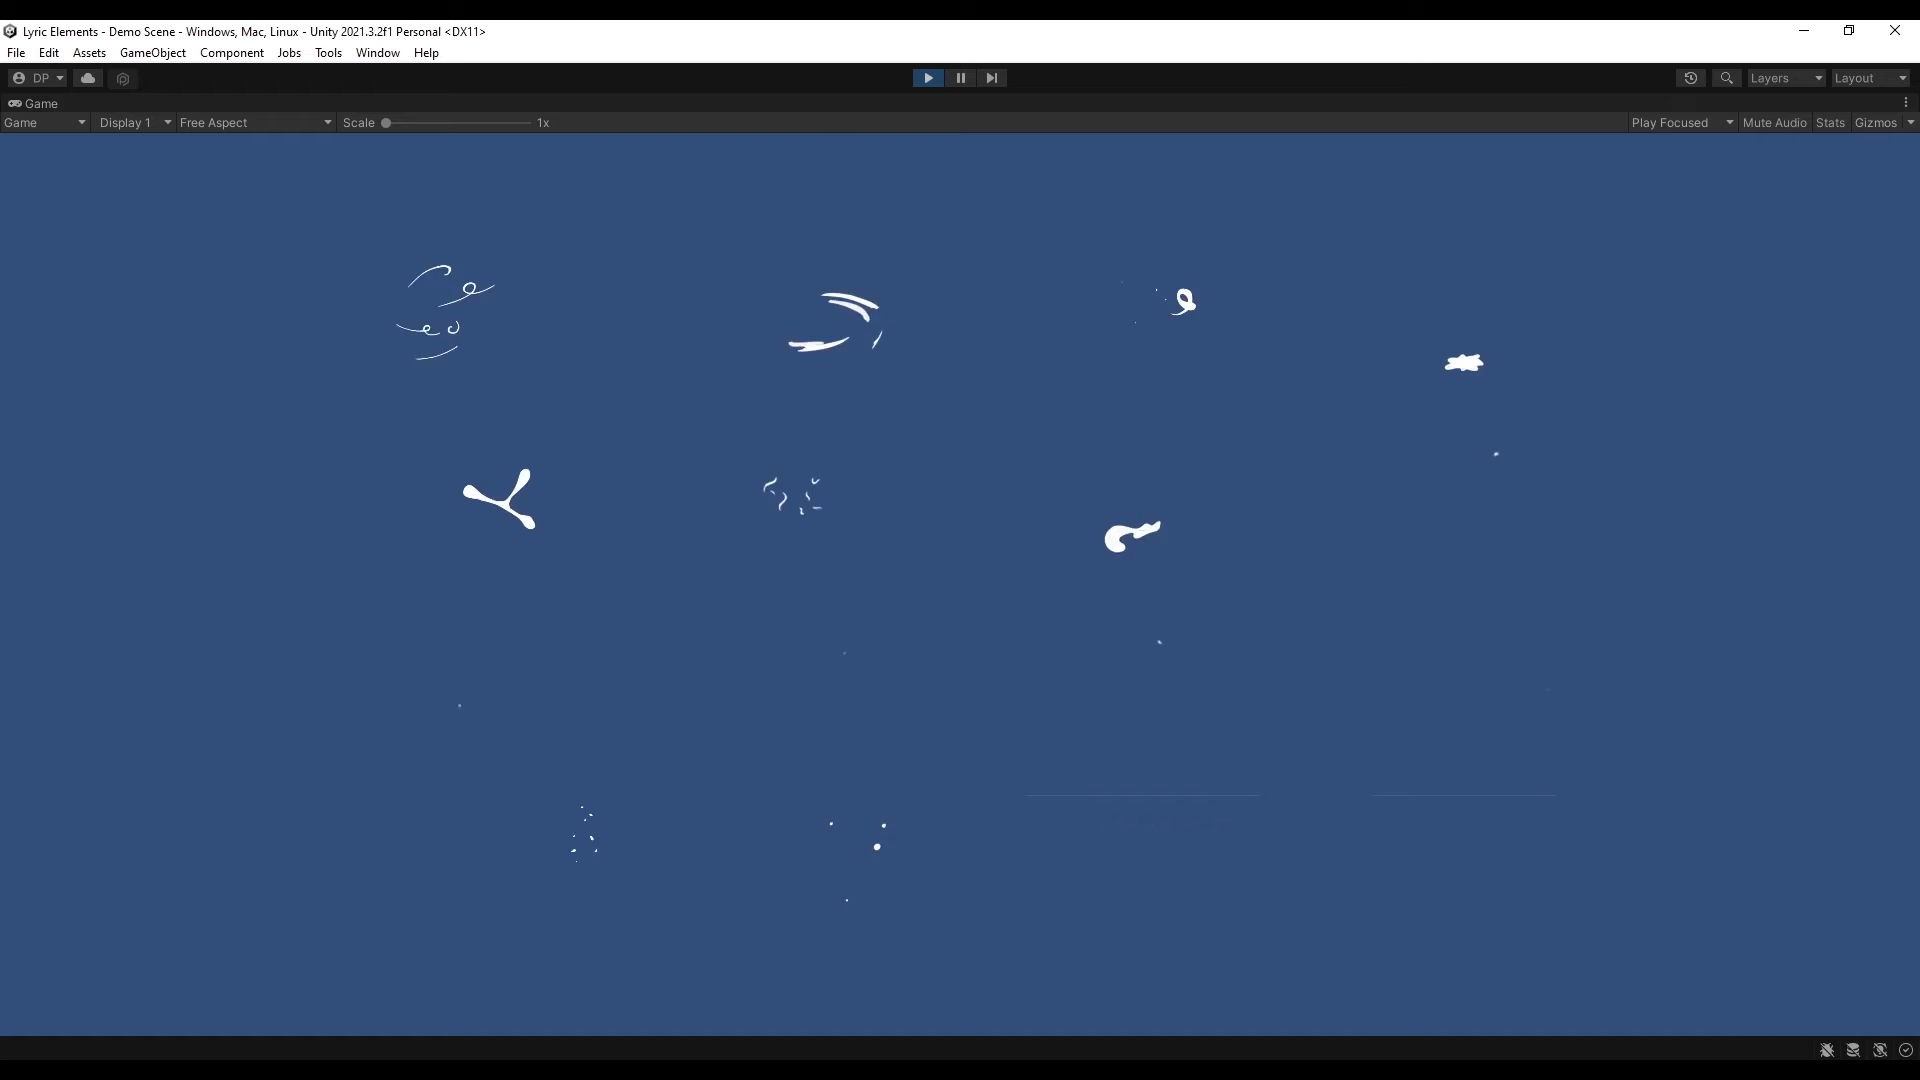 Lyric Elements - Demo Scene - Windows, Mac, Linux - Unity 2021.3.2f1 Personal <DX11>
File Edit Assets GameObject Component Jobs Tools Window Help
DP Layers Layout
Game
Game Display 1 Free Aspect Scale 1x Play Focused Mute Audio Stats Gizmos